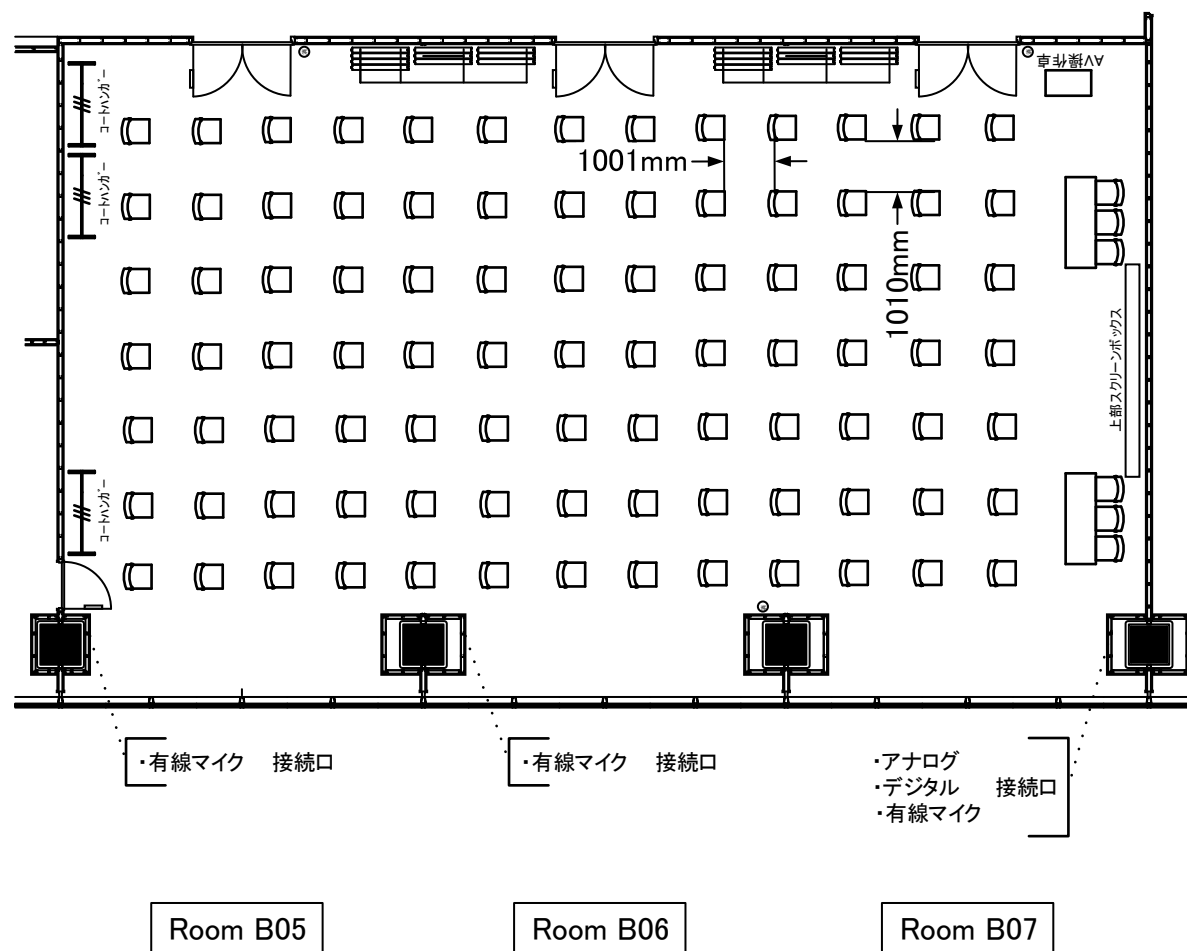 AV操作卓
コートハンガー
コートハンガー
1001mm
1010mm
上部スクリーンボックス
コートハンガー
・有線マイク　接続口
・有線マイク　接続口
・アナログ
・デジタル　接続口
・有線マイク
Room B05
Room B06
Room B07